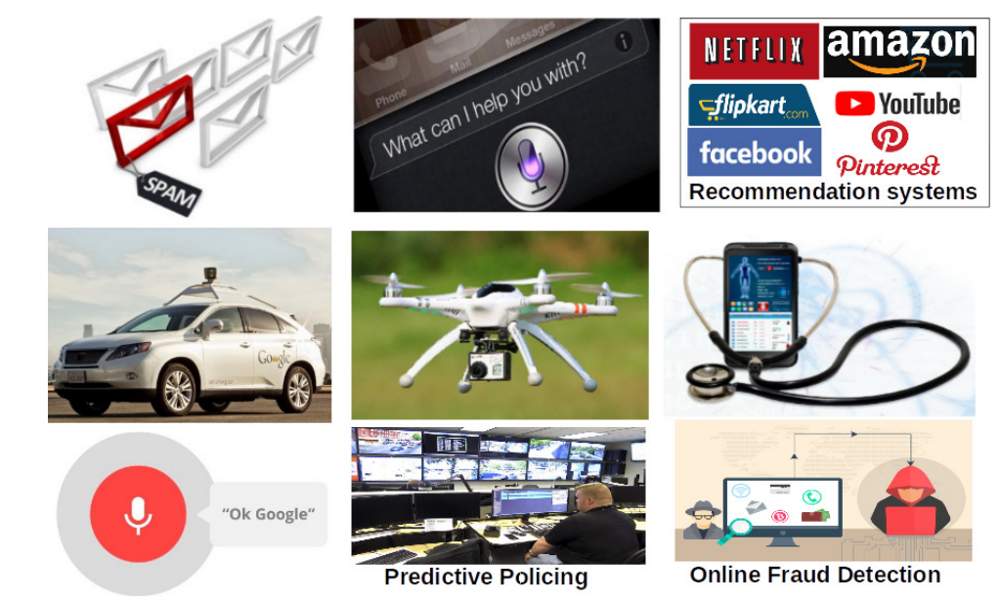 SPAM
Phone
Mail
Messages
What can I help you with?
i
NETFLIX
amazon
flipkart.com
YouTube
facebook
Pinterest
Recommendation systems
Google
“Ok Google”
Predictive Policing
Online Fraud Detection